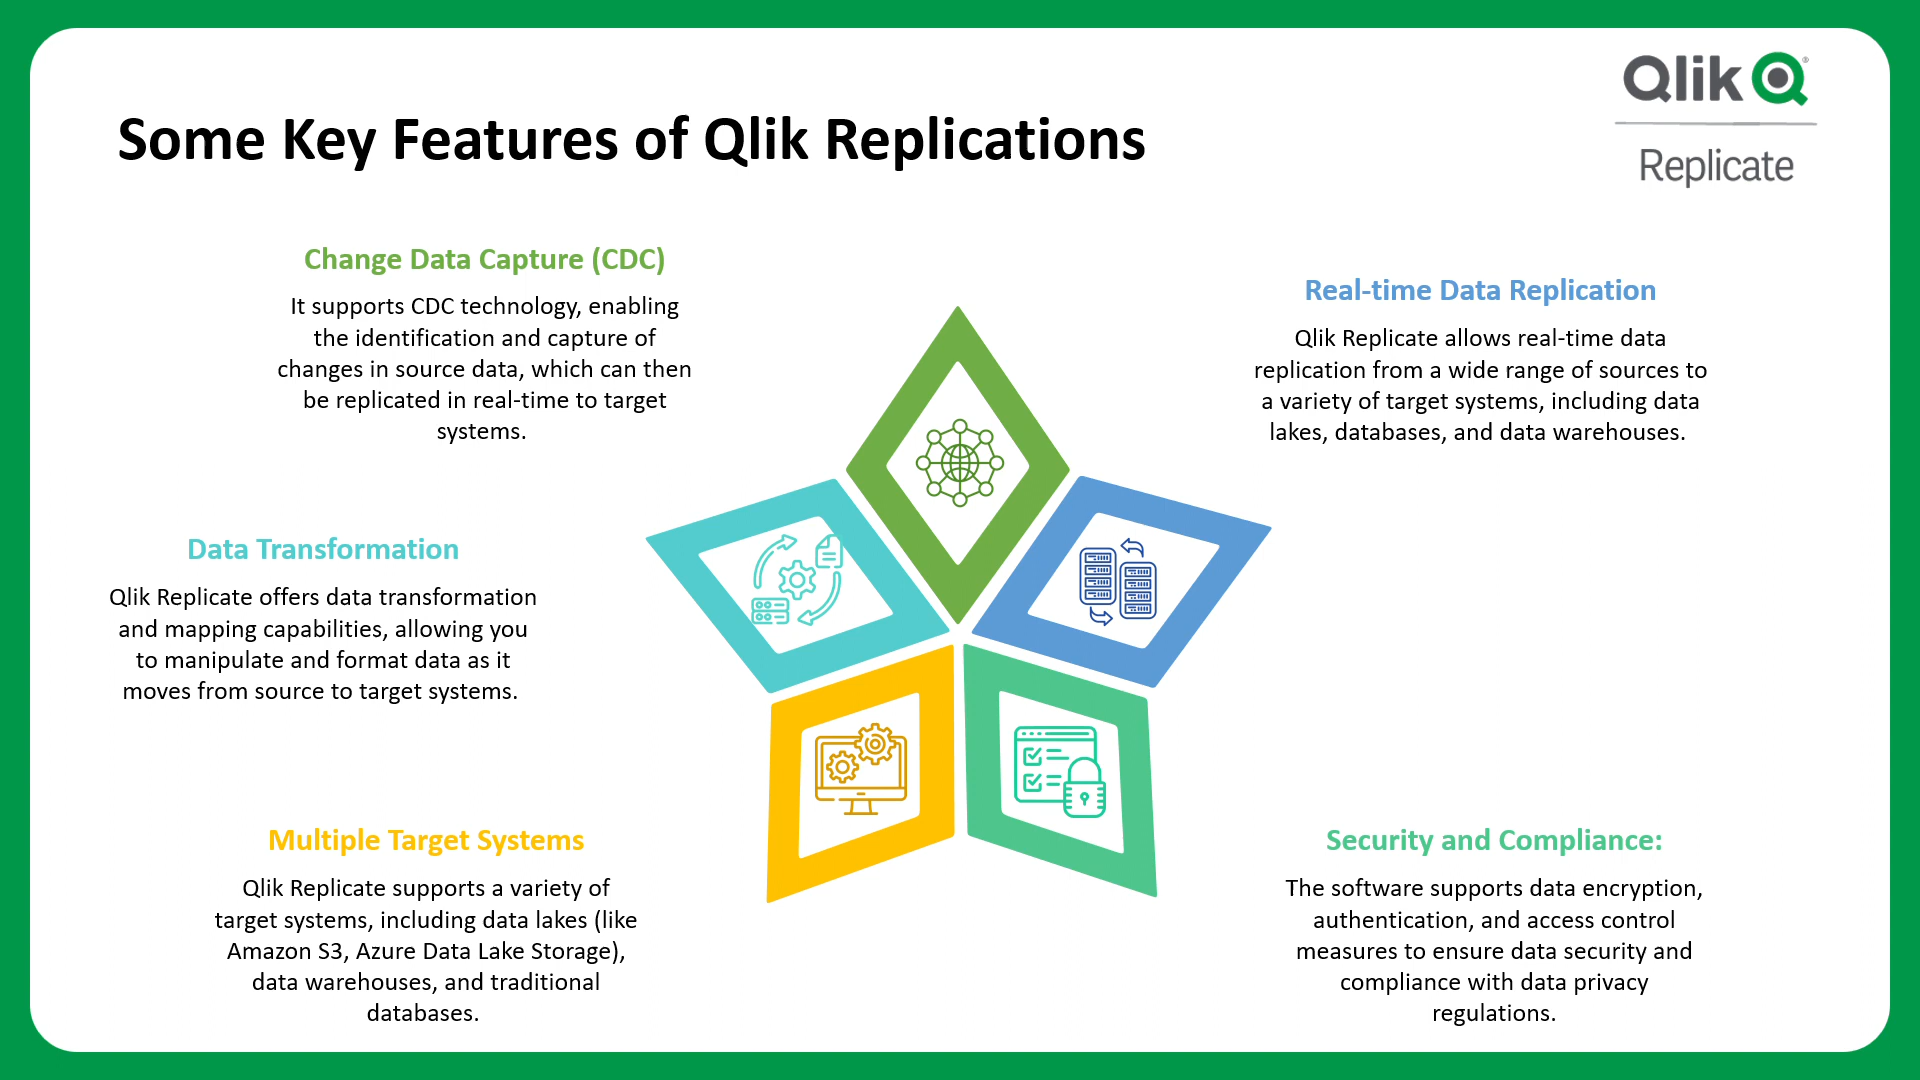 Qlik
Replicate
Some Key Features of Qlik Replications
Change Data Capture (CDC)
It supports CDC technology, enabling
the identification and capture of
changes in source data, which can then
be replicated in real-time to target
systems.
Real-time Data Replication
Qlik Replicate allows real-time data
replication from a wide range of sources to
a variety of target systems, including data
lakes, databases, and data warehouses.
Data Transformation
Qlik Replicate offers data transformation
and mapping capabilities, allowing you
to manipulate and format data as it
moves from source to target systems.
Multiple Target Systems
Qlik Replicate supports a variety of
target systems, including data lakes (like
Amazon S3, Azure Data Lake Storage),
data warehouses, and traditional
databases.
Security and Compliance:
The software supports data encryption,
authentication, and access control
measures to ensure data security and
compliance with data privacy
regulations.